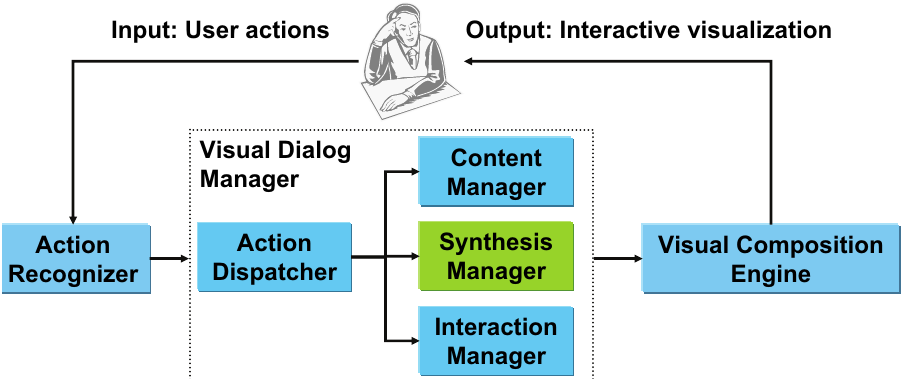 Input: User actions
Output: Interactive visualization
Visual Dialog
Manager
Content
Manager
Action
Recognizer
Action
Dispatcher
Synthesis
Manager
Visual Composition
Engine
Interaction
Manager